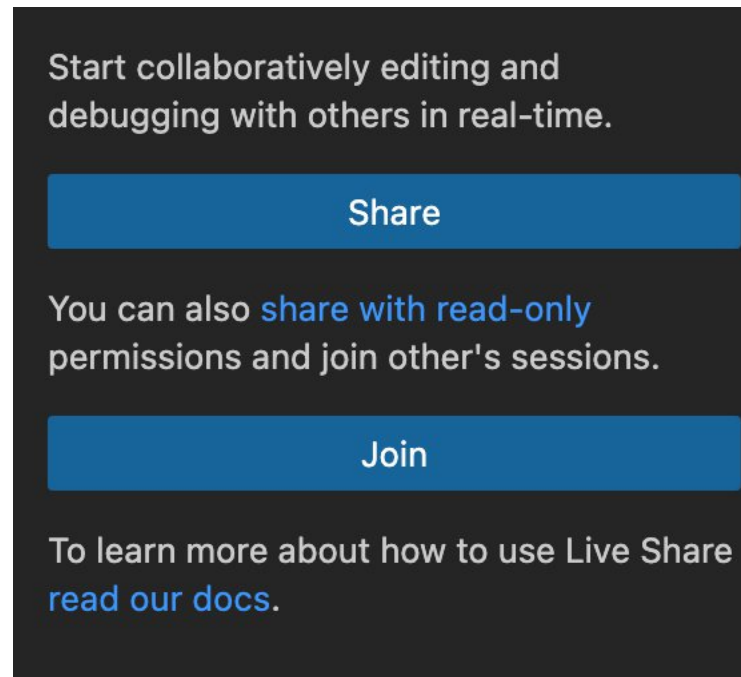 Start collaboratively editing and
debugging with others in real-time.
Share
You can also share with read-only
permissions and join other's sessions.
Join
To learn more about how to use Live Share
read our docs.